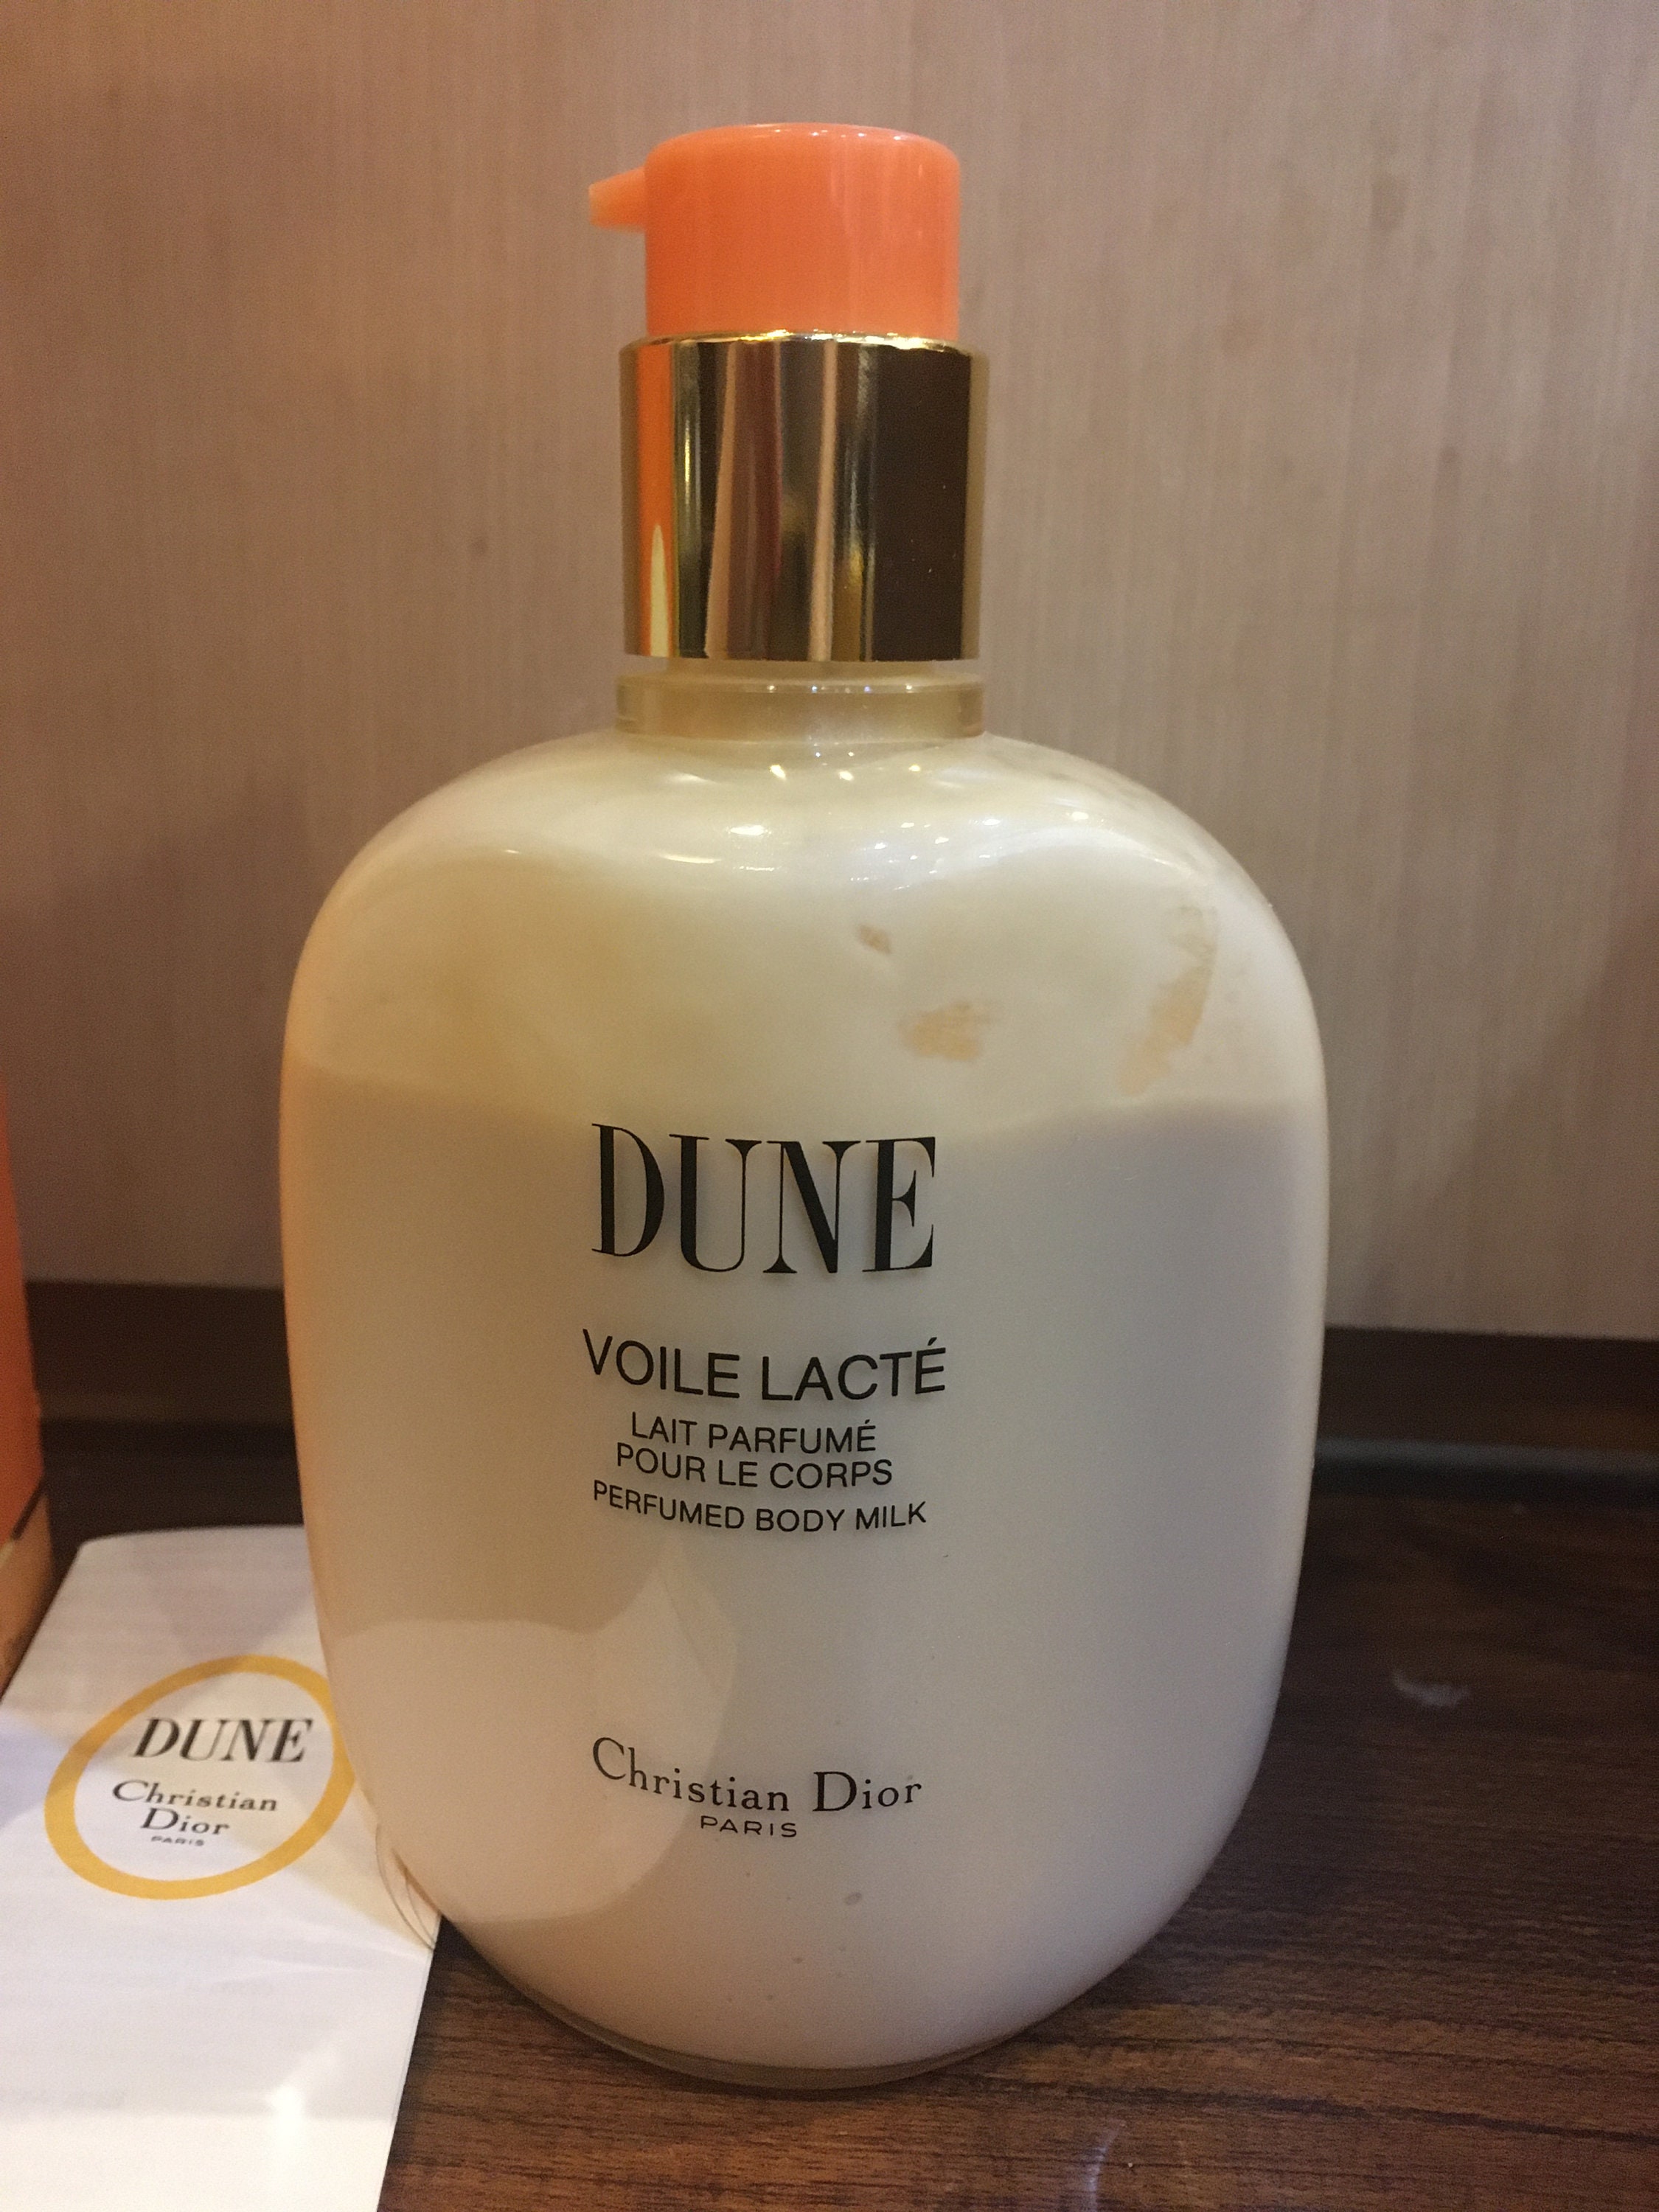 DUNE
VOILE LACTÉ
LAIT PARFUMÉ
POUR LE CORPS
PERFUMED BODY MILK
Christian Dior
PARIS
DUNE
Christian
Dior
PARIS